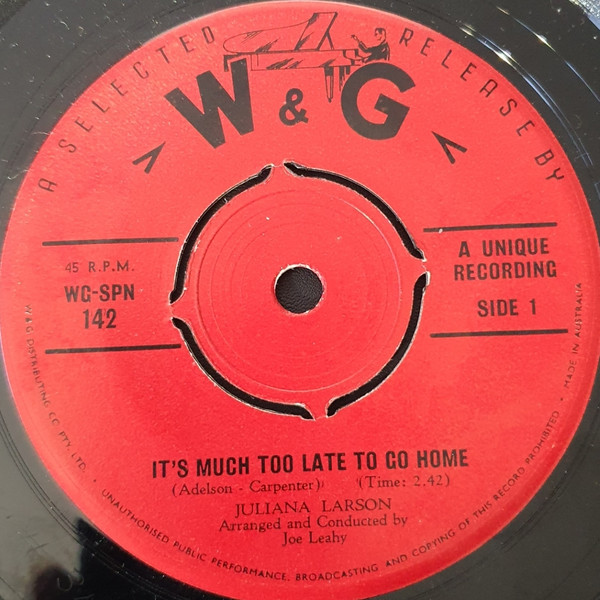 A SELECTED RELEASE BY
W & G
45 R.P.M.
WG-SPN
142
A UNIQUE
RECORDING
SIDE 1
IT'S MUCH TOO LATE TO GO HOME
(Adelson - Carpenter) (Time: 2.42)
JULIANA LARSON
Arranged and Conducted by
Joe Leahy
W&G DISTRIBUTING CO PTY. LTD. • UNAUTHORISED PUBLIC PERFORMANCE, BROADCASTING AND COPYING OF THIS RECORD PROHIBITED • MADE IN AUSTRALIA